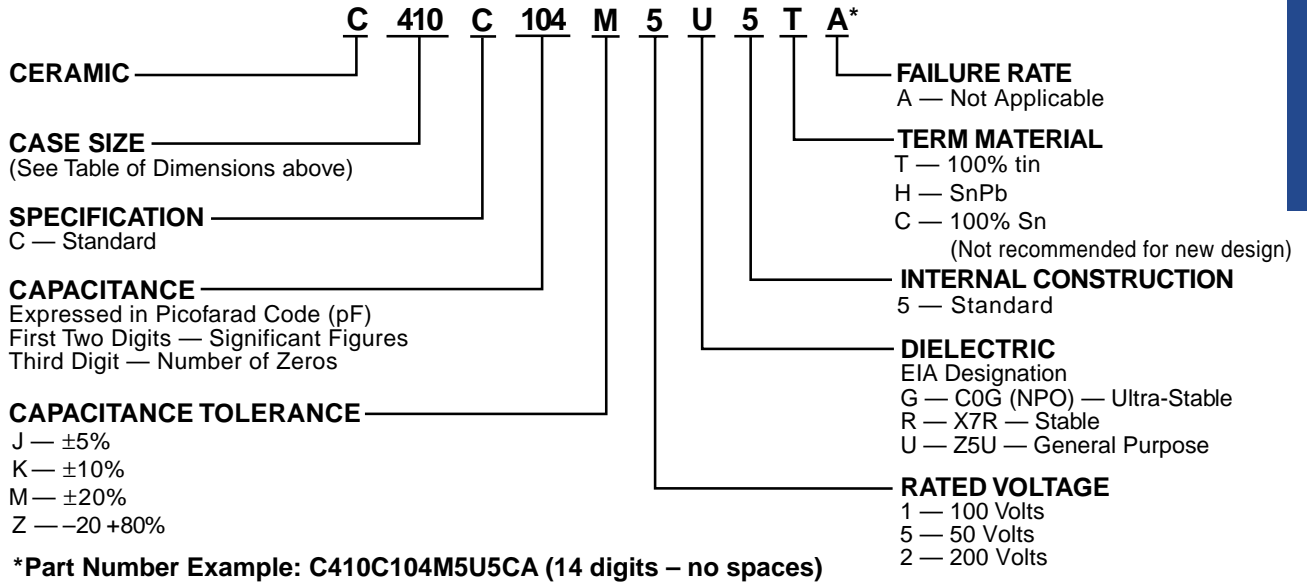 C 410 C 104 M 5 U 5 T A*
CERAMIC
CASE SIZE
(See Table of Dimensions above)
SPECIFICATION
C — Standard
CAPACITANCE
Expressed in Picofarad Code (pF)
First Two Digits — Significant Figures
Third Digit — Number of Zeros
CAPACITANCE TOLERANCE
J — ±5%
K — ±10%
M — ±20%
Z — –20 +80%
FAILURE RATE
A — Not Applicable
TERM MATERIAL
T — 100% tin
H — SnPb
C — 100% Sn
(Not recommended for new design)
INTERNAL CONSTRUCTION
5 — Standard
DIELECTRIC
EIA Designation
G — C0G (NPO) — Ultra-Stable
R — X7R — Stable
U — Z5U — General Purpose
RATED VOLTAGE
1 — 100 Volts
5 — 50 Volts
2 — 200 Volts
*Part Number Example: C410C104M5U5CA (14 digits – no spaces)